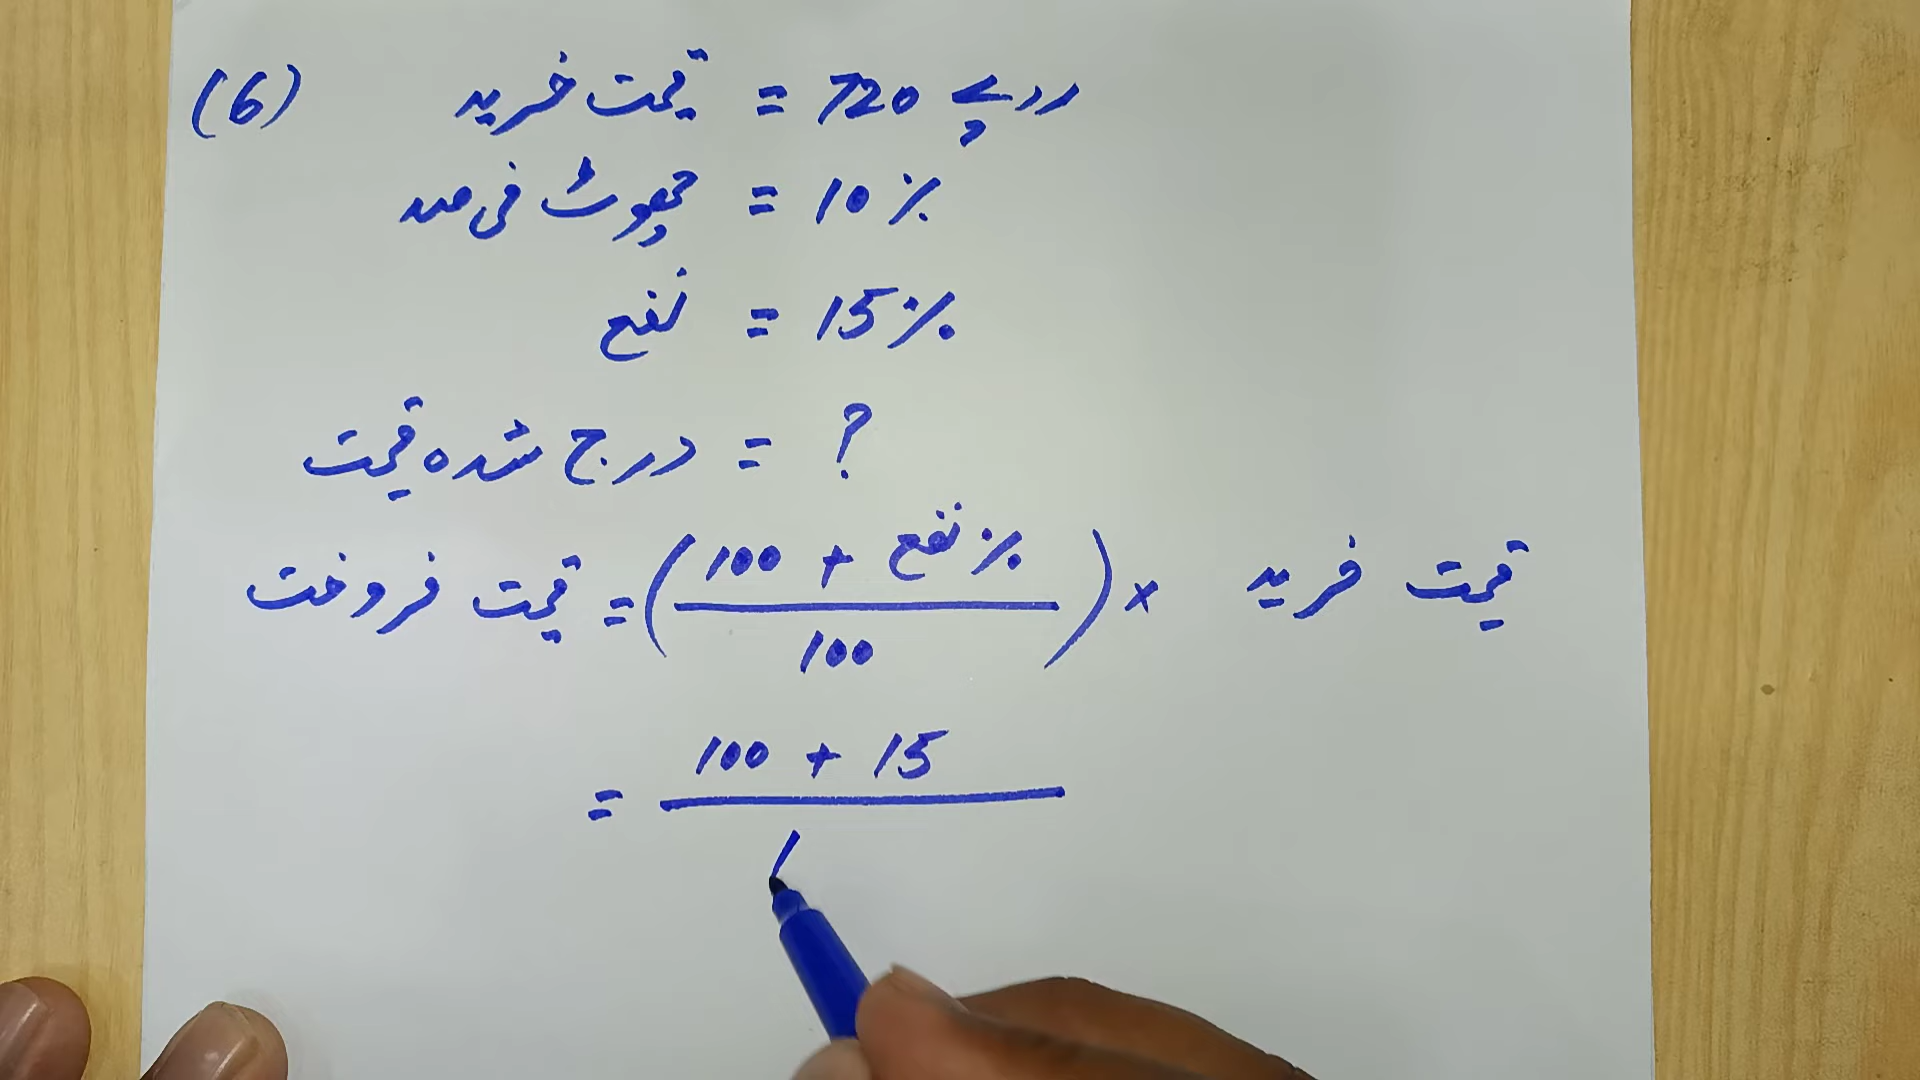 (6) قیمت خرید = 720 روپے
چھوٹ فی صد = 10%
نفع = 15%
درج شدہ قیمت = ?
قیمت فروخت = (100 + نفع% / 100) × قیمت خرید
= 100 + 15 /